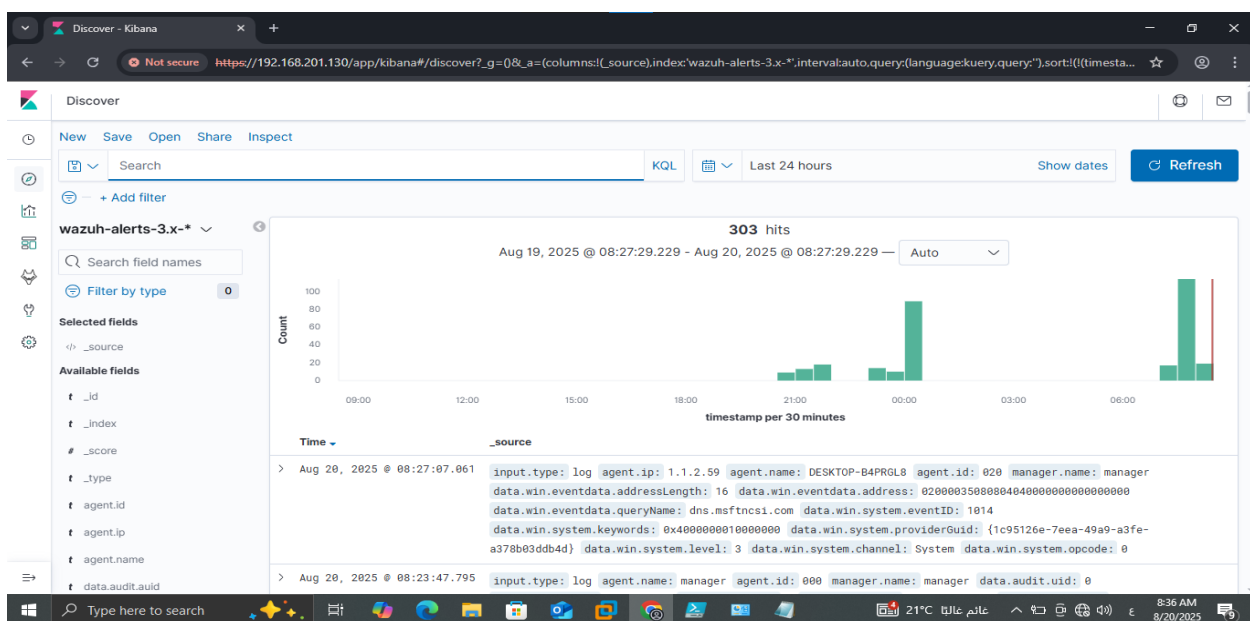 Discover - Kibana
Not secure https://192.168.201.130/app/kibana#/discover?_g=()&_a=(columns:!(_source),index:'wazuh-alerts-3.x-*',interval:auto,query:(language:kuery,query:''),sort:!(!(timesta...
Discover
New Save Open Share Inspect
Search KQL Last 24 hours Show dates Refresh
+ Add filter
wazuh-alerts-3.x-*
Search field names
Filter by type 0
Selected fields
</> _source
Available fields
t _id
t _index
# _score
t _type
t agent.id
t agent.ip
t agent.name
t data.audit.auid
303 hits
Aug 19, 2025 @ 08:27:29.229 - Aug 20, 2025 @ 08:27:29.229 — Auto
Count
100
80
60
40
20
0
09:00 12:00 15:00 18:00 21:00 00:00 03:00 06:00
timestamp per 30 minutes
Time _source
Aug 20, 2025 @ 08:27:07.061 input.type: log agent.ip: 1.1.2.59 agent.name: DESKTOP-B4PRGL8 agent.id: 020 manager.name: manager
data.win.eventdata.addressLength: 16 data.win.eventdata.address: 02000035080804040000000000000000
data.win.eventdata.queryName: dns.msftncsi.com data.win.system.eventID: 1014
data.win.system.keywords: 0x4000000010000000 data.win.system.providerGuid: {1c95126e-7eea-49a9-a3fe-
a378b03ddb4d} data.win.system.level: 3 data.win.system.channel: System data.win.system.opcode: 0
Aug 20, 2025 @ 08:23:47.795 input.type: log agent.name: manager agent.id: 000 manager.name: manager data.audit.uid: 0
Type here to search
21°C غائم غالبًا
ع
8:36 AM
8/20/2025
9